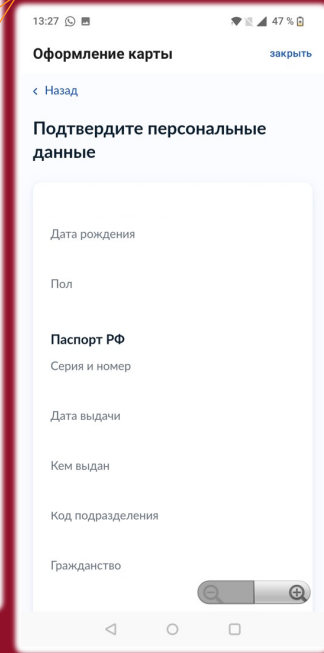 13:27 47 %
Оформление карты закрыть
‹ Назад
Подтвердите персональные
данные
Дата рождения
Пол
Паспорт РФ
Серия и номер
Дата выдачи
Кем выдан
Код подразделения
Гражданство